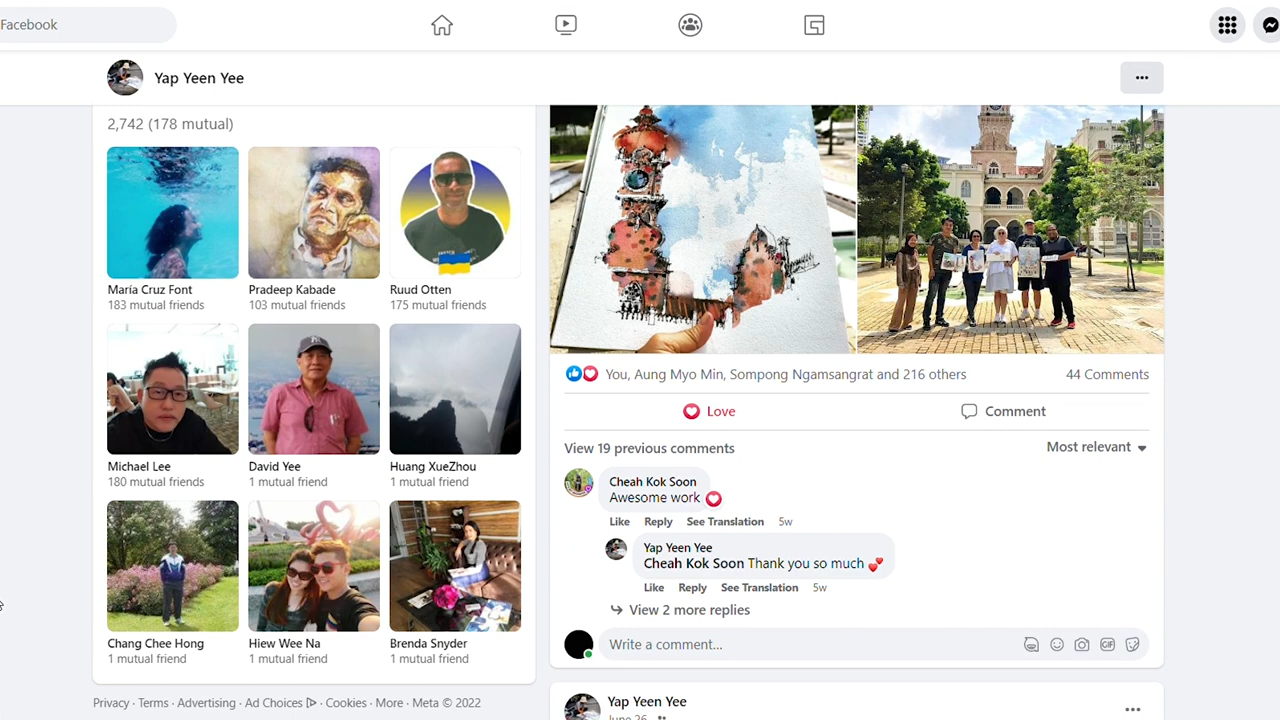 Facebook
Yap Yeen Yee
2,742 (178 mutual)
María Cruz Font
183 mutual friends
Pradeep Kabade
103 mutual friends
Ruud Otten
175 mutual friends
Michael Lee
180 mutual friends
David Yee
1 mutual friend
Huang XueZhou
1 mutual friend
Chang Chee Hong
1 mutual friend
Hiew Wee Na
1 mutual friend
Brenda Snyder
1 mutual friend
Privacy · Terms · Advertising · Ad Choices · Cookies · More · Meta © 2022
You, Aung Myo Min, Sompong Ngamsangrat and 216 others
44 Comments
Love
Comment
View 19 previous comments
Most relevant
Cheah Kok Soon
Awesome work
Like Reply See Translation 5w
Yap Yeen Yee
Cheah Kok Soon Thank you so much 💕
Like Reply See Translation 5w
View 2 more replies
Write a comment...
GIF
Yap Yeen Yee
June 26